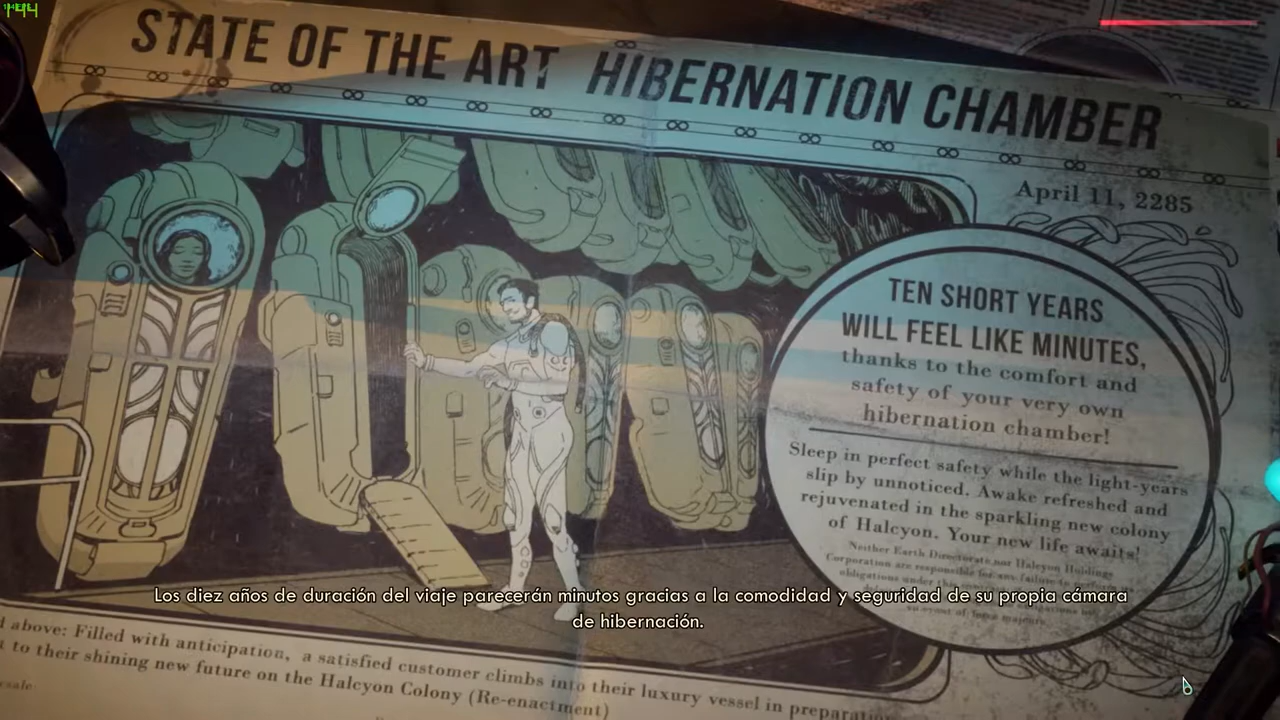 144
STATE OF THE ART HIBERNATION CHAMBER
April 11, 2285
TEN SHORT YEARS
WILL FEEL LIKE MINUTES,
thanks to the comfort and
safety of your very own
hibernation chamber!
Sleep in perfect safety while the light-years
slip by unnoticed. Awake refreshed and
rejuvenated in the sparkling new colony
of Halcyon. Your new life awaits!
Neither Earth Directorate nor Halcyon Holdings
Corporation are responsible for any failure to perform
obligations under
Los diez años de duración del viaje parecerán minutos gracias a la comodidad y seguridad de su propia cámara
de hibernación.
above: Filled with anticipation, a satisfied customer climbs into their luxury vessel in preparation
to their shining new future on the Halcyon Colony (Re-enactment)